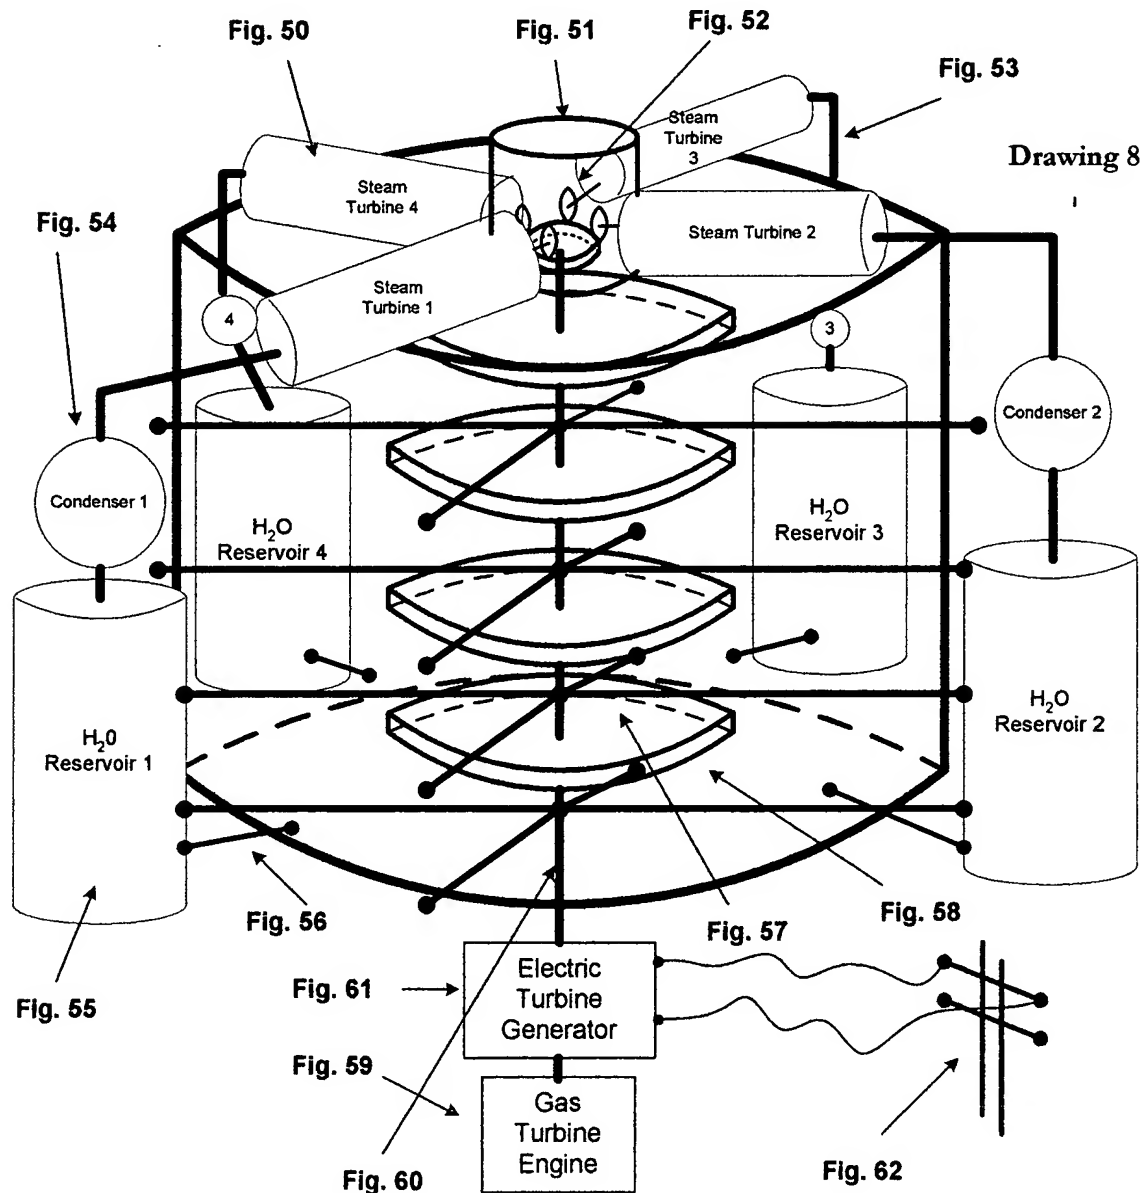 Fig. 50
Fig. 51
Fig. 52
Fig. 53
Drawing 8
Steam
Turbine
3
Steam
Turbine 4
Steam Turbine 2
Fig. 54
Steam
Turbine 1
4
3
Condenser 1
Condenser 2
H₂O
Reservoir 4
H₂O
Reservoir 3
H₂0
Reservoir 1
H₂O
Reservoir 2
Fig. 55
Fig. 56
Fig. 57
Fig. 58
Fig. 61
Electric
Turbine
Generator
Fig. 59
Gas
Turbine
Engine
Fig. 60
Fig. 62